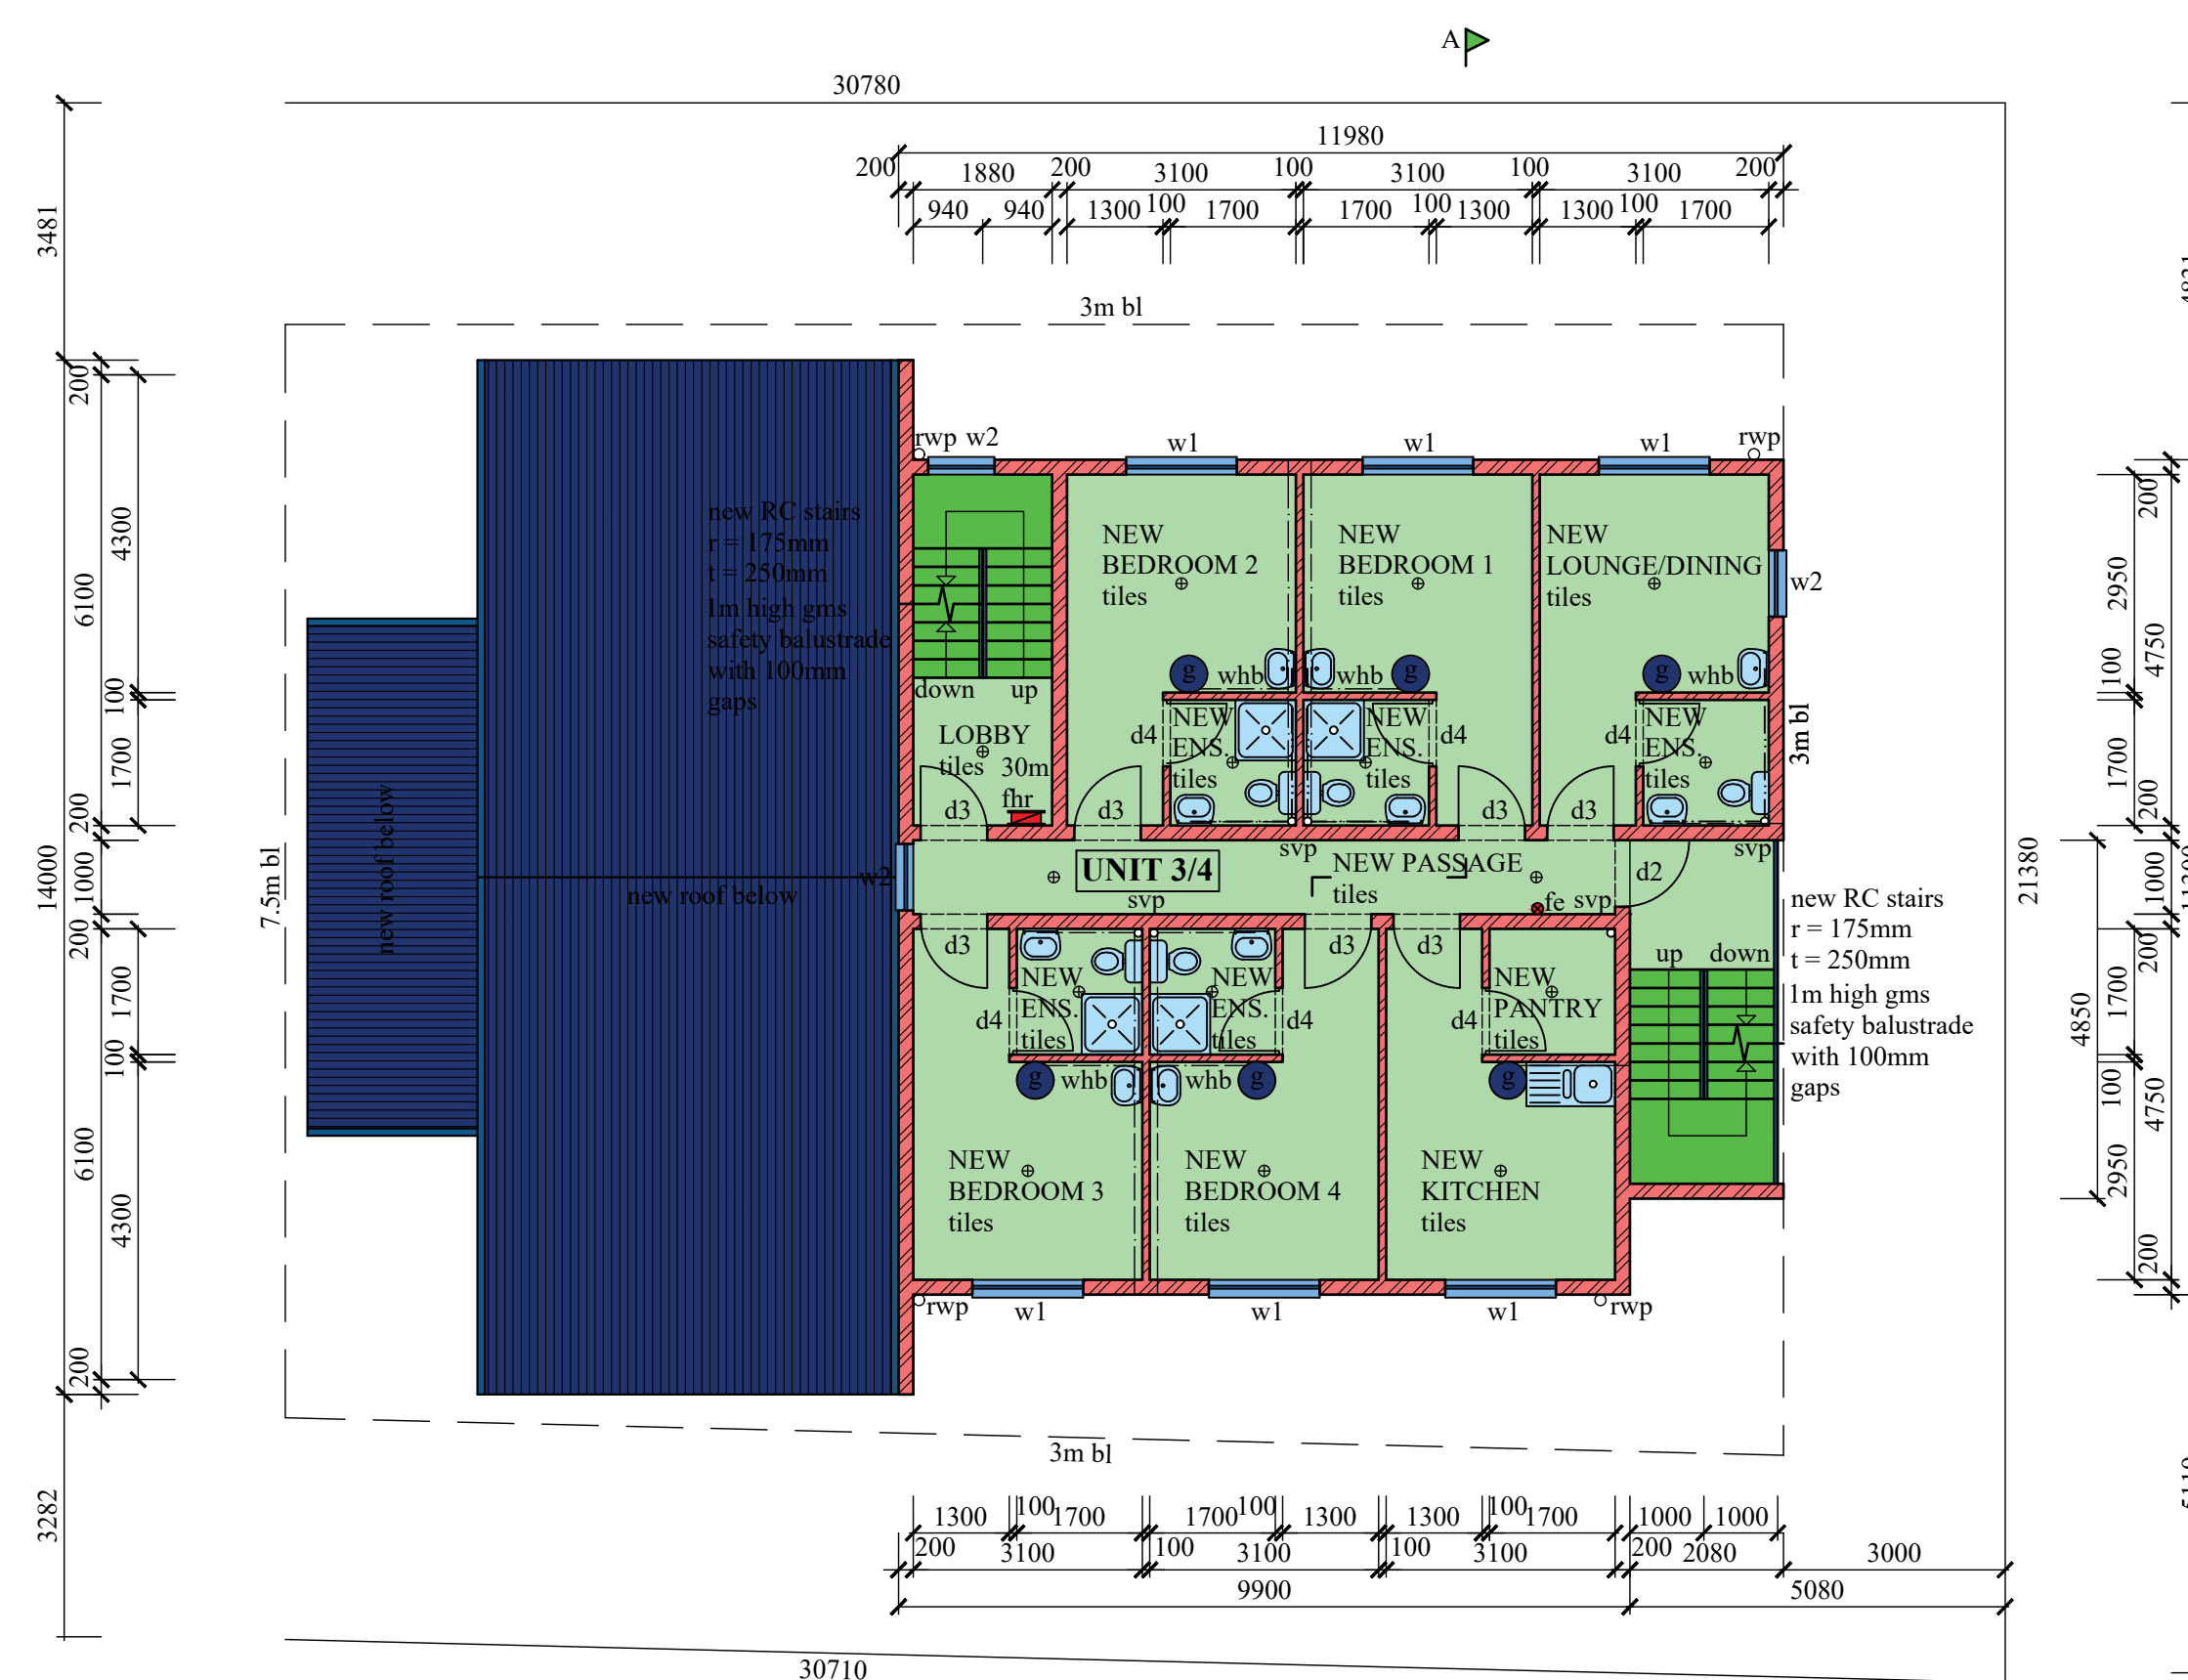 A
30780
11980
200 1880 200 3100 100 3100 100 3100 200
940 940 1300 100 1700 1700 100 1300 1300 100 1700
3m bl
3481
200
4300
6100
100
1700
200
14000
1000
200
1700
100
6100
4300
200
3282
7.5m bl
new roof below
new roof below
new RC stairs
r = 175mm
t = 250mm
1m high gms
safety balustrade
with 100mm
gaps
rwp w2
w1
w1
w1
rwp
w2
w2
down up
LOBBY
tiles
30m
fhr
d3
NEW
BEDROOM 2
tiles
NEW
BEDROOM 1
tiles
NEW
LOUNGE/DINING
tiles
g whb
whb g
g whb
d4
NEW
ENS.
tiles
NEW
ENS.
tiles
d4
d4
NEW
ENS.
tiles
d3
d3
d3
3m bl
svp
svp
UNIT 3/4
NEW PASSAGE
tiles
svp
fe svp
d2
d3
d3
d3
NEW
ENS.
tiles
d4
NEW
ENS.
tiles
d4
NEW
PANTRY
tiles
d4
g whb
whb g
g
NEW
BEDROOM 3
tiles
NEW
BEDROOM 4
tiles
NEW
KITCHEN
tiles
up down
new RC stairs
r = 175mm
t = 250mm
1m high gms
safety balustrade
with 100mm
gaps
rwp
w1
w1
w1
rwp
3m bl
21380
200
2950
4750
100
1700
200
1000
200
1700
4850
100
4750
2950
200
1300 100 1700 1700 100 1300 1300 100 1700 1000 1000
200 3100 100 3100 100 3100 200 2080 3000
9900 5080
30710